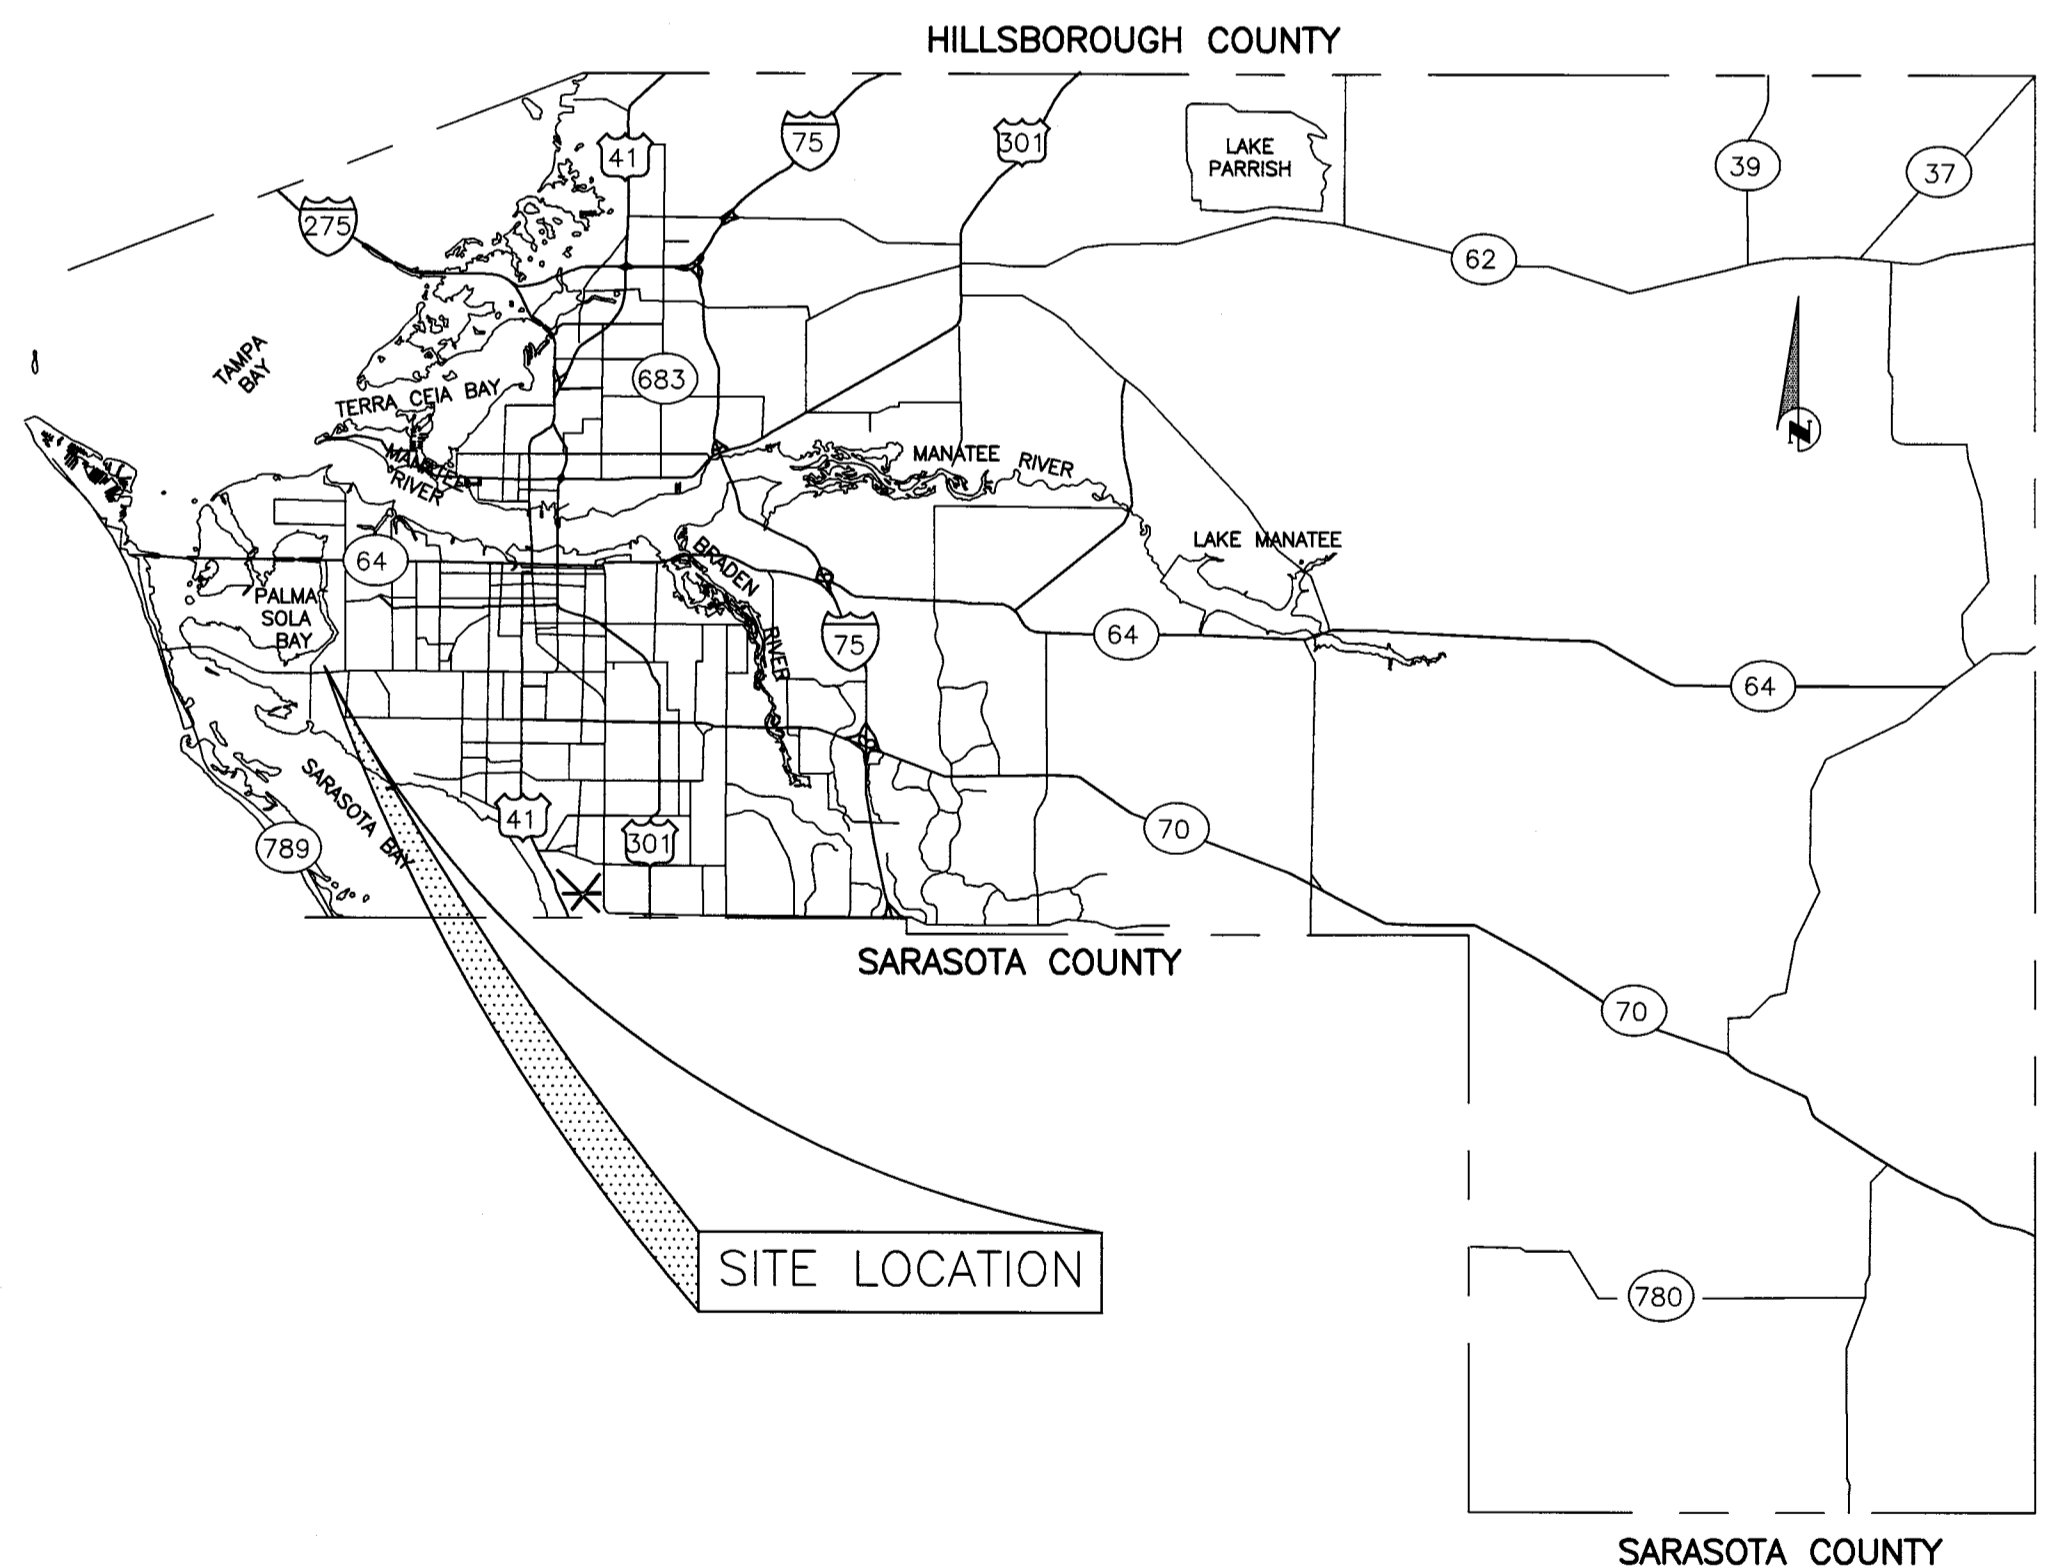 HILLSBOROUGH COUNTY
41
75
301
LAKE
PARRISH
39
37
275
62
TAMPA
BAY
683
TERRA CEIA BAY
MANATEE
RIVER
MANATEE RIVER
N
64
BRADEN
RIVER
LAKE MANATEE
PALMA
SOLA
BAY
75
64
64
SARASOTA BAY
789
41
301
70
SARASOTA COUNTY
70
SITE LOCATION
780
SARASOTA COUNTY